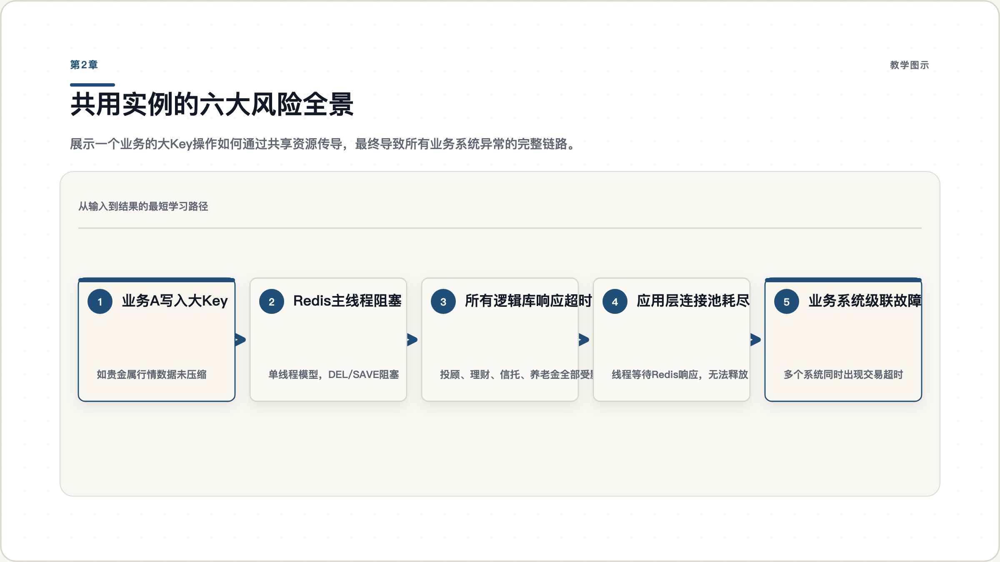 第2章
教学图示
共用实例的六大风险全景
展示一个业务的大Key操作如何通过共享资源传导，最终导致所有业务系统异常的完整链路。
从输入到结果的最短学习路径
1 业务A写入大Key
如贵金属行情数据未压缩
2 Redis主线程阻塞
单线程模型，DEL/SAVE阻塞
3 所有逻辑库响应超时
投顾、理财、信托、养老金全部受
4 应用层连接池耗尽
线程等待Redis响应，无法释放
5 业务系统级联故障
多个系统同时出现交易超时